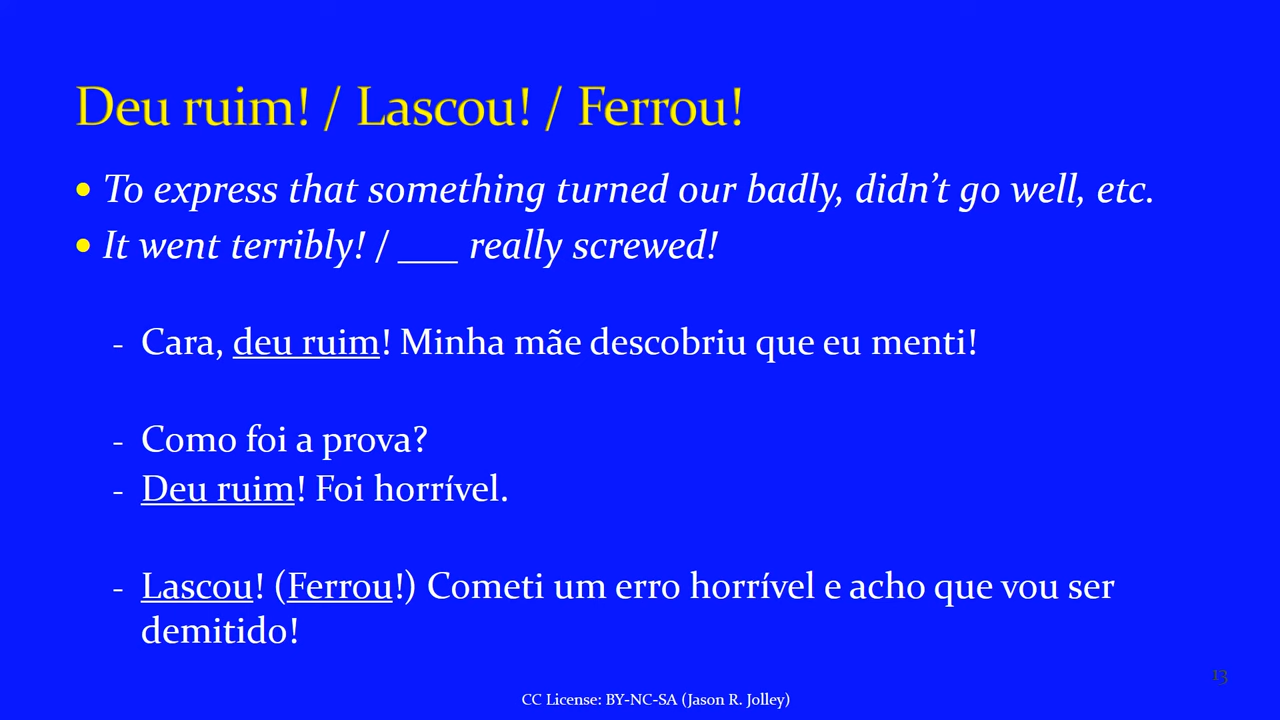 Deu ruim! / Lascou! / Ferrou!
• To express that something turned our badly, didn't go well, etc.
• It went terribly! / ___ really screwed!
- Cara, deu ruim! Minha mãe descobriu que eu menti!
- Como foi a prova?
- Deu ruim! Foi horrível.
- Lascou! (Ferrou!) Cometi um erro horrível e acho que vou ser
demitido!
13
CC License: BY-NC-SA (Jason R. Jolley)